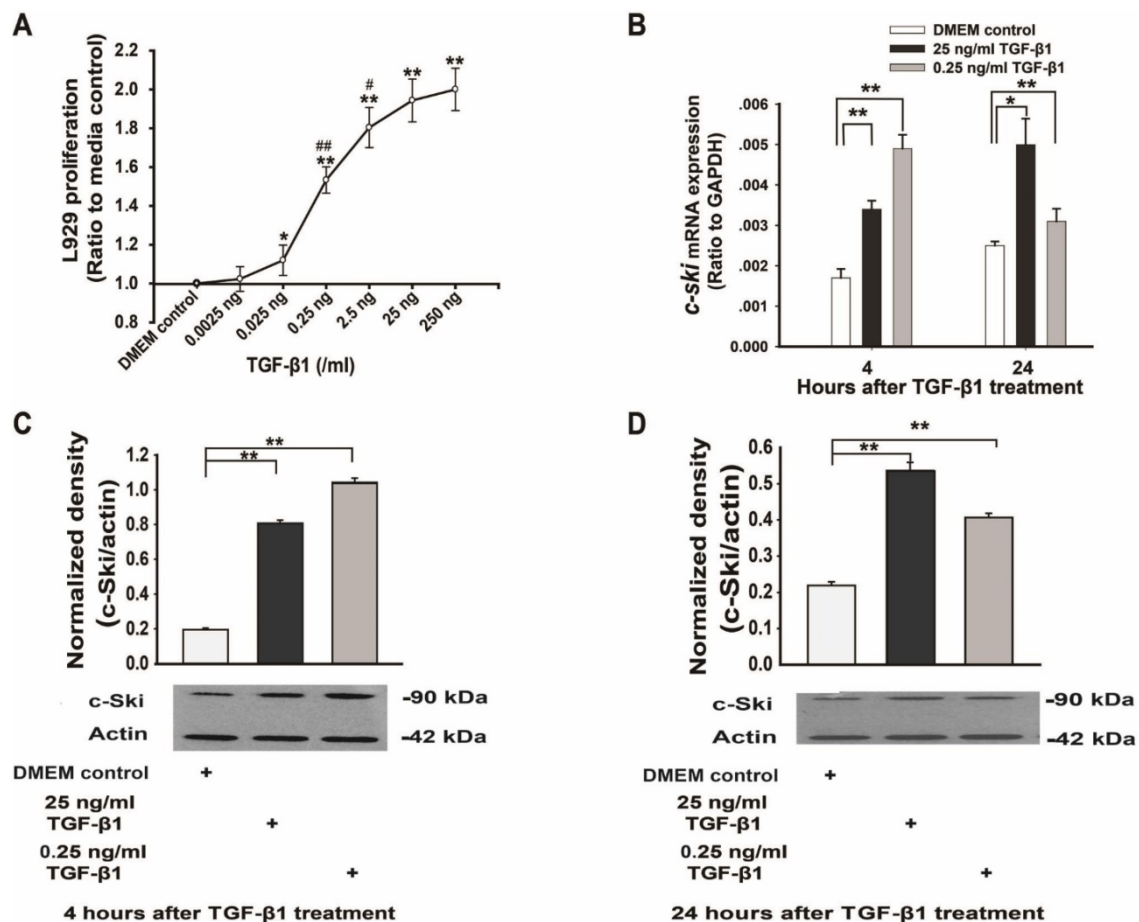 A
L929 proliferation
(Ratio to media control)
2.2
2.0
1.8
1.6
1.4
1.2
1.0
0.8
*
##
**
#
**
**
**
DMEM control
0.0025 ng
0.025 ng
0.25 ng
2.5 ng
25 ng
250 ng
TGF-β1 (/ml)
B
DMEM control
25 ng/ml TGF-β1
0.25 ng/ml TGF-β1
c-ski mRNA expression
(Ratio to GAPDH)
.006
.005
.004
.003
.002
.001
.000
**
**
**
*
4
24
Hours after TGF-β1 treatment
C
Normalized density
(c-Ski/actin)
1.2
1.0
0.8
0.6
0.4
0.2
0.0
**
**
c-Ski
-90 kDa
Actin
-42 kDa
DMEM control +
25 ng/ml
TGF-β1 +
0.25 ng/ml
TGF-β1 +
4 hours after TGF-β1 treatment
D
Normalized density
(c-Ski/actin)
0.6
0.5
0.4
0.3
0.2
0.1
0.0
**
**
c-Ski
-90 kDa
Actin
-42 kDa
DMEM control +
25 ng/ml
TGF-β1 +
0.25 ng/ml
TGF-β1 +
24 hours after TGF-β1 treatment